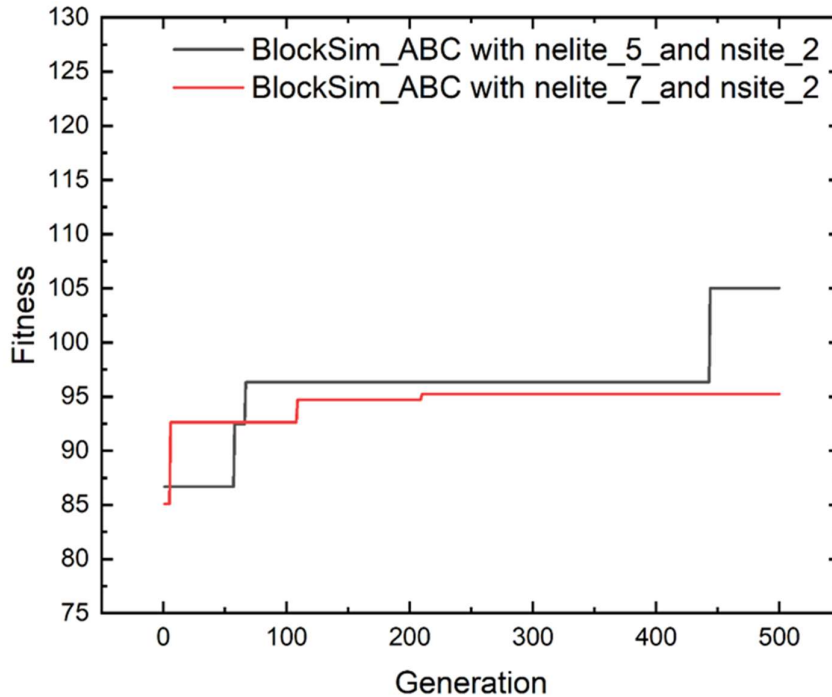 130
125
120
115
110
105
100
95
90
85
80
75
Fitness
BlockSim_ABC with nelite_5_and nsite_2
BlockSim_ABC with nelite_7_and nsite_2
0 100 200 300 400 500
Generation